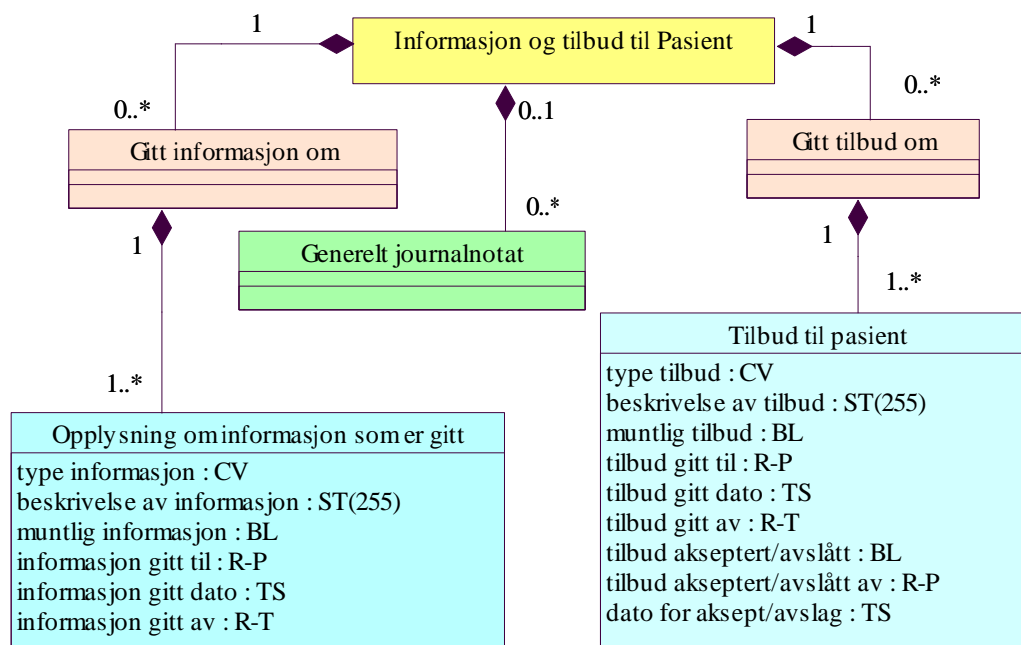 1
Informasjon og tilbud til Pasient
1
0..*
0..1
0..*
Gitt informasjon om
Gitt tilbud om
1
0..*
1
Generelt journalnotat
1..*
1..*
Tilbud til pasient
type tilbud : CV
beskrivelse av tilbud : ST(255)
muntlig tilbud : BL
tilbud gitt til : R-P
tilbud gitt dato : TS
tilbud gitt av : R-T
tilbud akseptert/avslått : BL
tilbud akseptert/avslått av : R-P
dato for aksept/avslag : TS
Opplysning om informasjon som er gitt
type informasjon : CV
beskrivelse av informasjon : ST(255)
muntlig informasjon : BL
informasjon gitt til : R-P
informasjon gitt dato : TS
informasjon gitt av : R-T